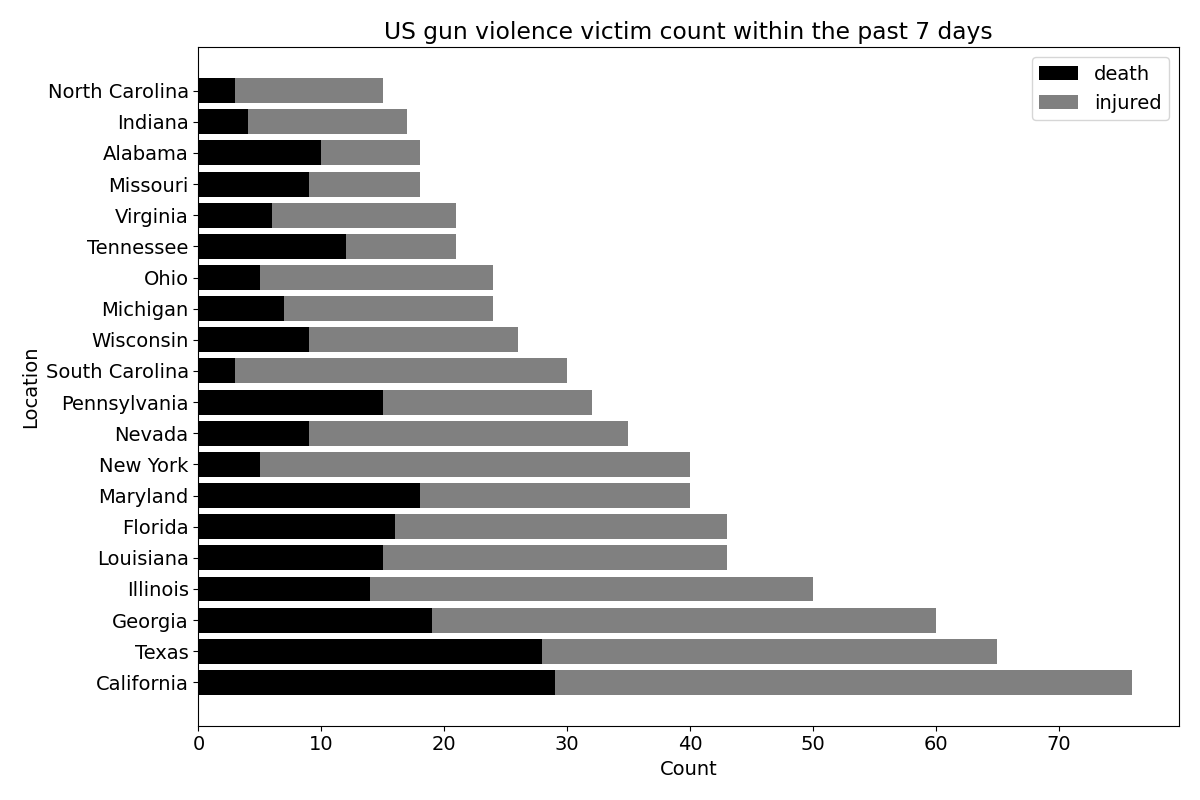 US gun violence victim count within the past 7 days
death
injured
North Carolina
Indiana
Alabama
Missouri
Virginia
Tennessee
Ohio
Michigan
Wisconsin
South Carolina
Pennsylvania
Nevada
New York
Maryland
Florida
Louisiana
Illinois
Georgia
Texas
California
Location
0 10 20 30 40 50 60 70
Count